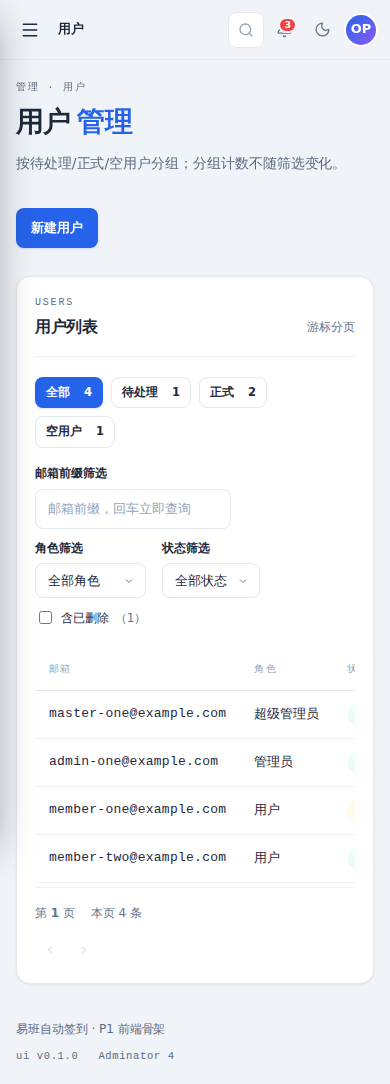 用户
3
OP
管理 · 用户
用户 管理
按待处理/正式/空用户分组；分组计数不随筛选变化。
新建用户
USERS
用户列表
游标分页
全部 4
待处理 1
正式 2
空用户 1
邮箱前缀筛选
邮箱前缀，回车立即查询
角色筛选
状态筛选
全部角色
全部状态
含已删除 （1）
邮箱 角色
master-one@example.com 超级管理员
admin-one@example.com 管理员
member-one@example.com 用户
member-two@example.com 用户
第 1 页 本页 4 条
易班自动签到 · P1 前端骨架
ui v0.1.0 Adminator 4